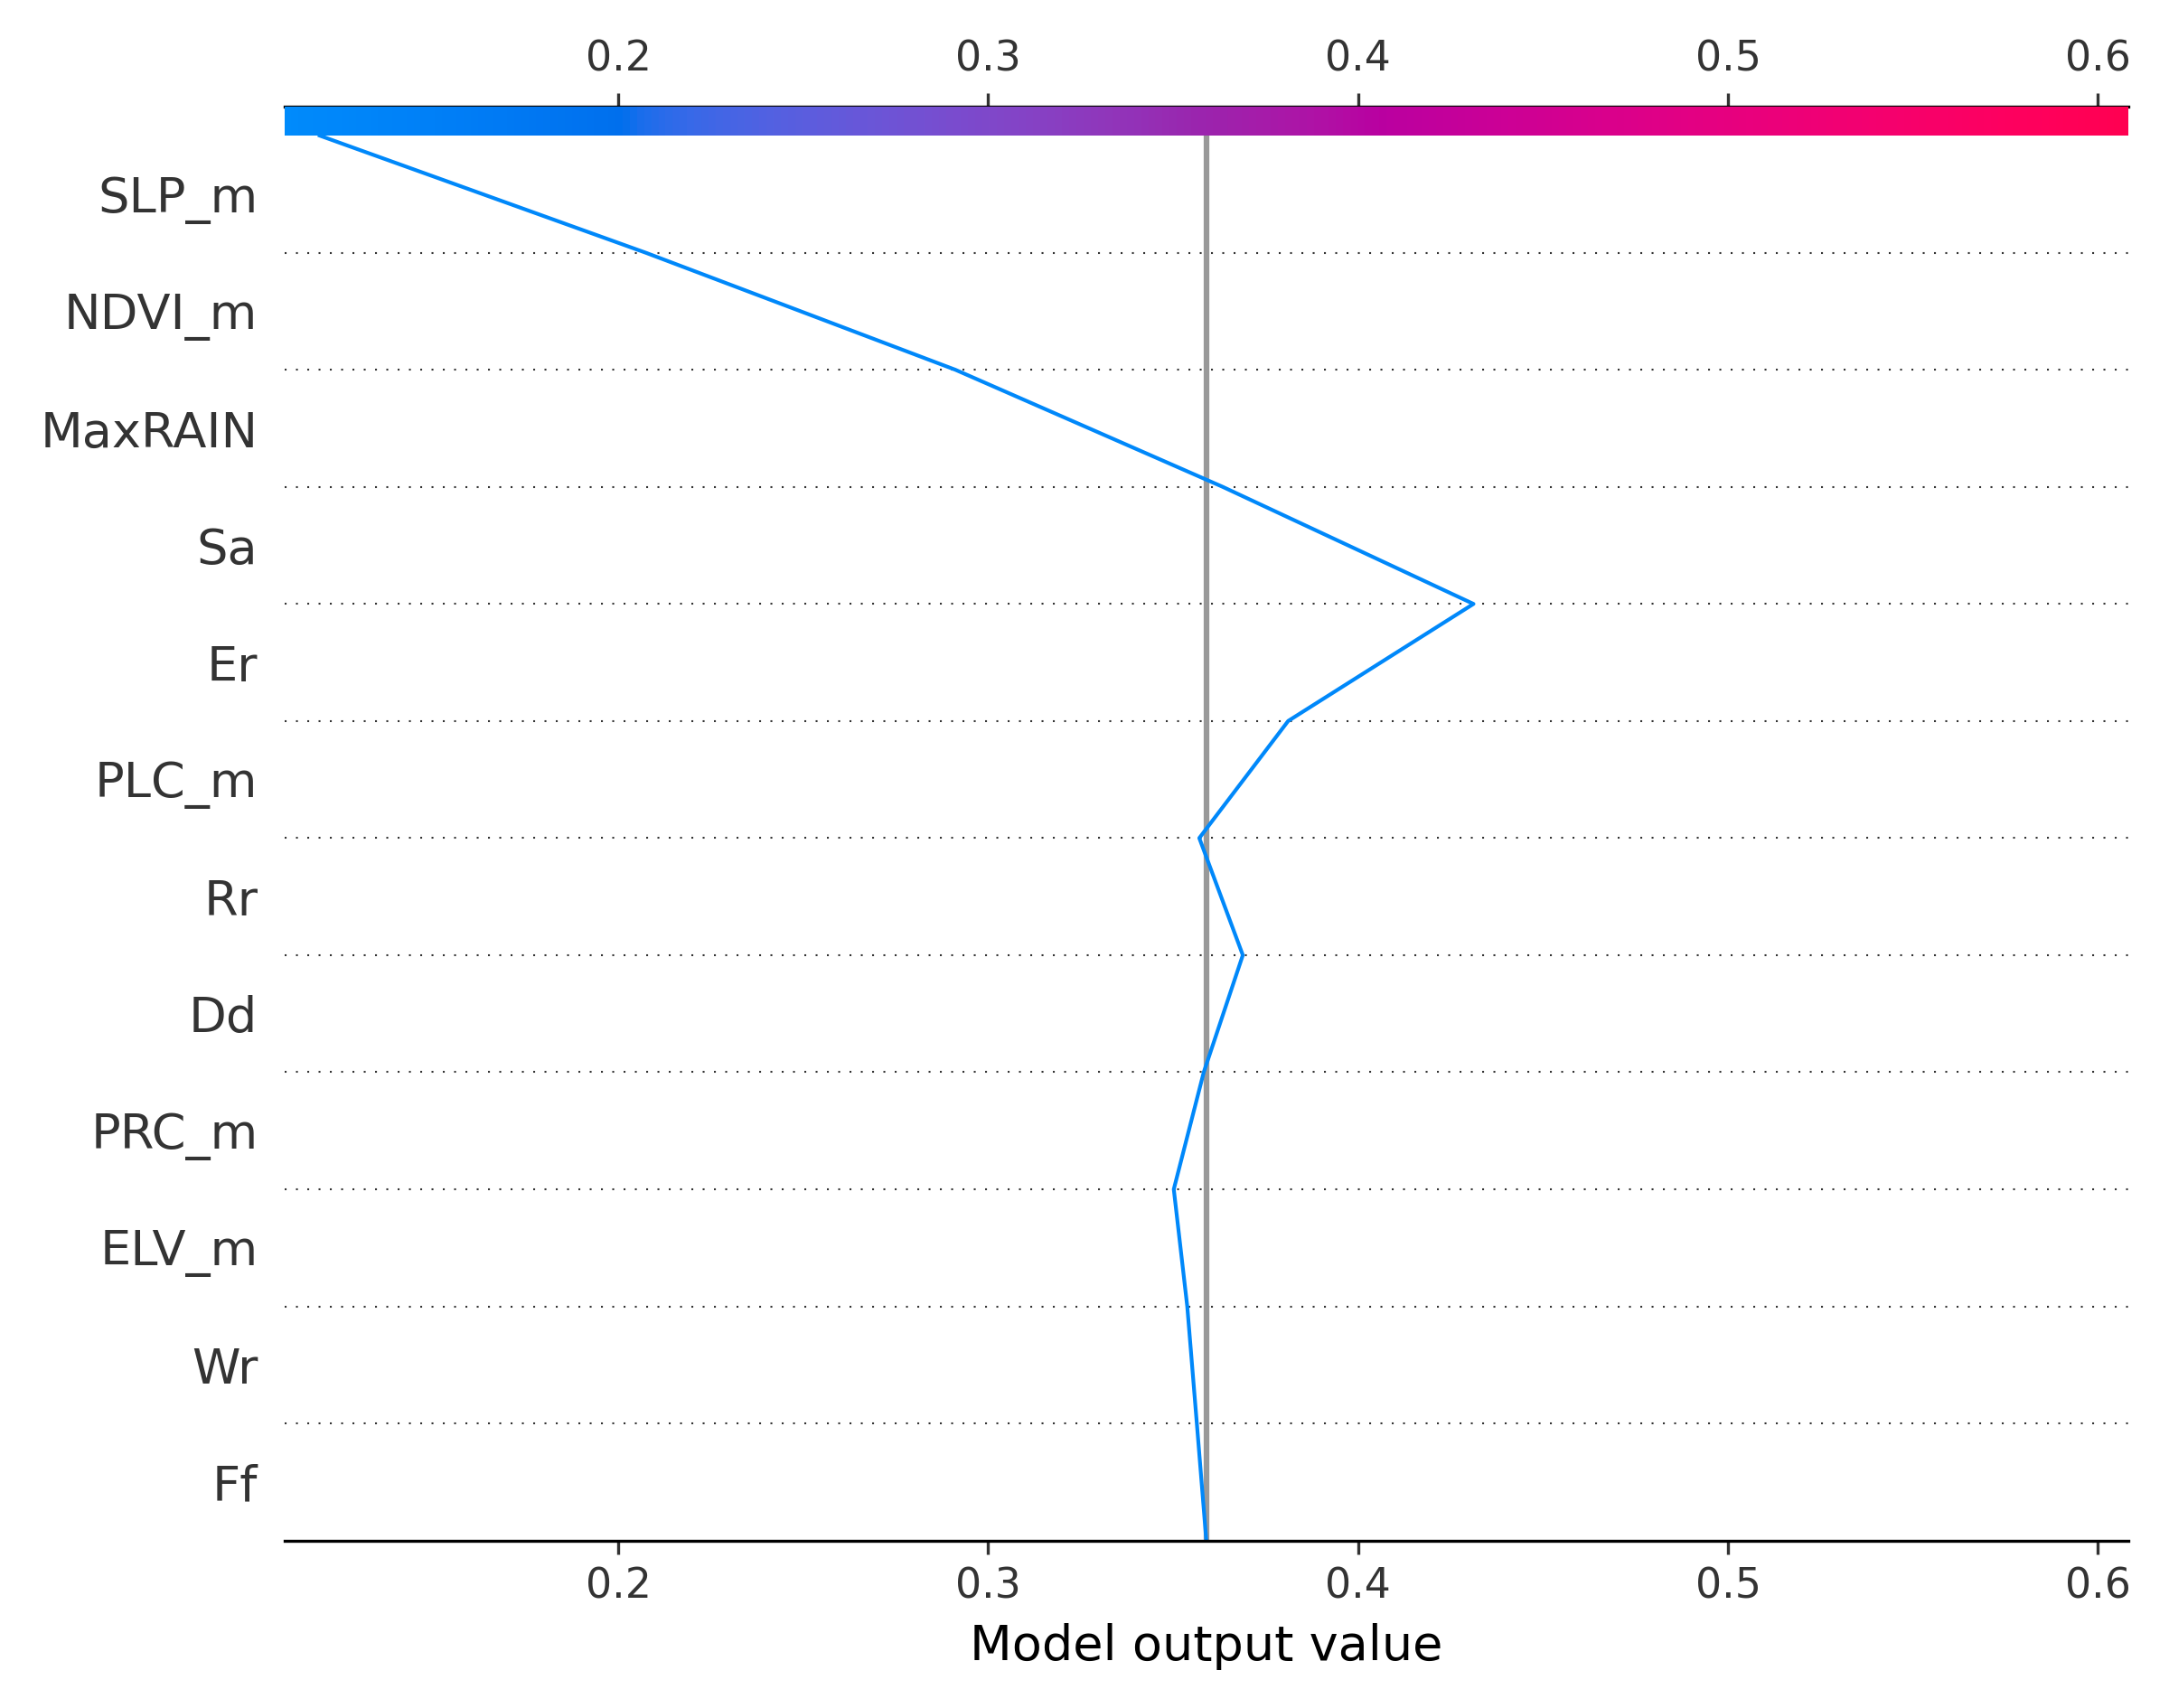 0.2 0.3 0.4 0.5 0.6
SLP_m
NDVI_m
MaxRAIN
Sa
Er
PLC_m
Rr
Dd
PRC_m
ELV_m
Wr
Ff
0.2 0.3 0.4 0.5 0.6
Model output value